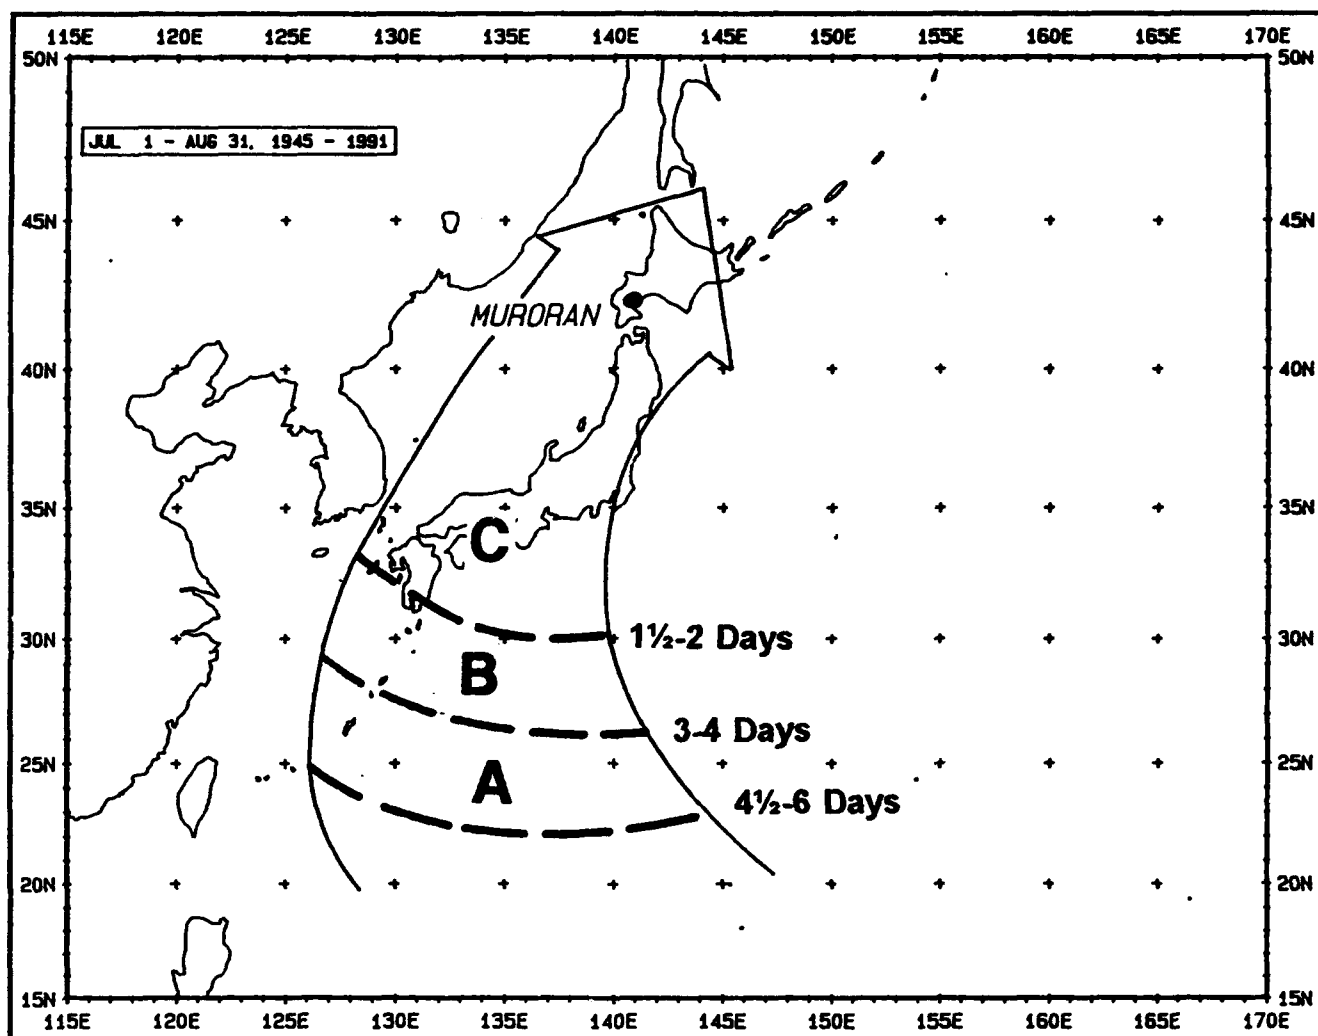 115E 120E 125E 130E 135E 140E 145E 150E 155E 160E 165E 170E
50N 50N
JUL 1 - AUG 31, 1945 - 1991
45N 45N
MURORAN
40N 40N
35N 35N
C
30N 1½-2 Days 30N
B
3-4 Days
25N 25N
A
4½-6 Days
20N 20N
15N 15N
115E 120E 125E 130E 135E 140E 145E 150E 155E 160E 165E 170E